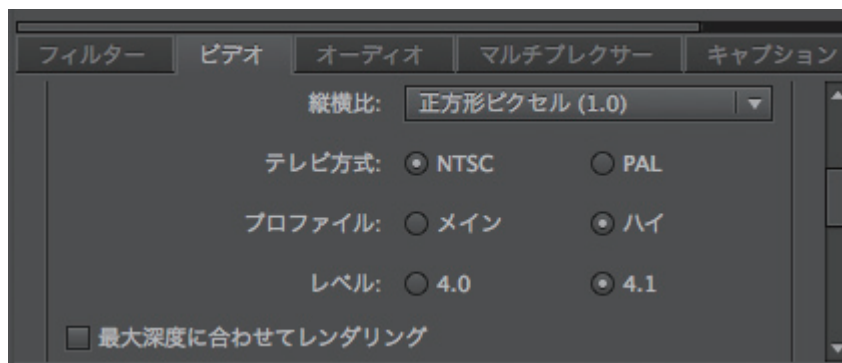 フィルター ビデオ オーディオ マルチプレクサー キャプション
縦横比: 正方形ピクセル (1.0)
テレビ方式: NTSC PAL
プロファイル: メイン ハイ
レベル: 4.0 4.1
最大深度に合わせてレンダリング